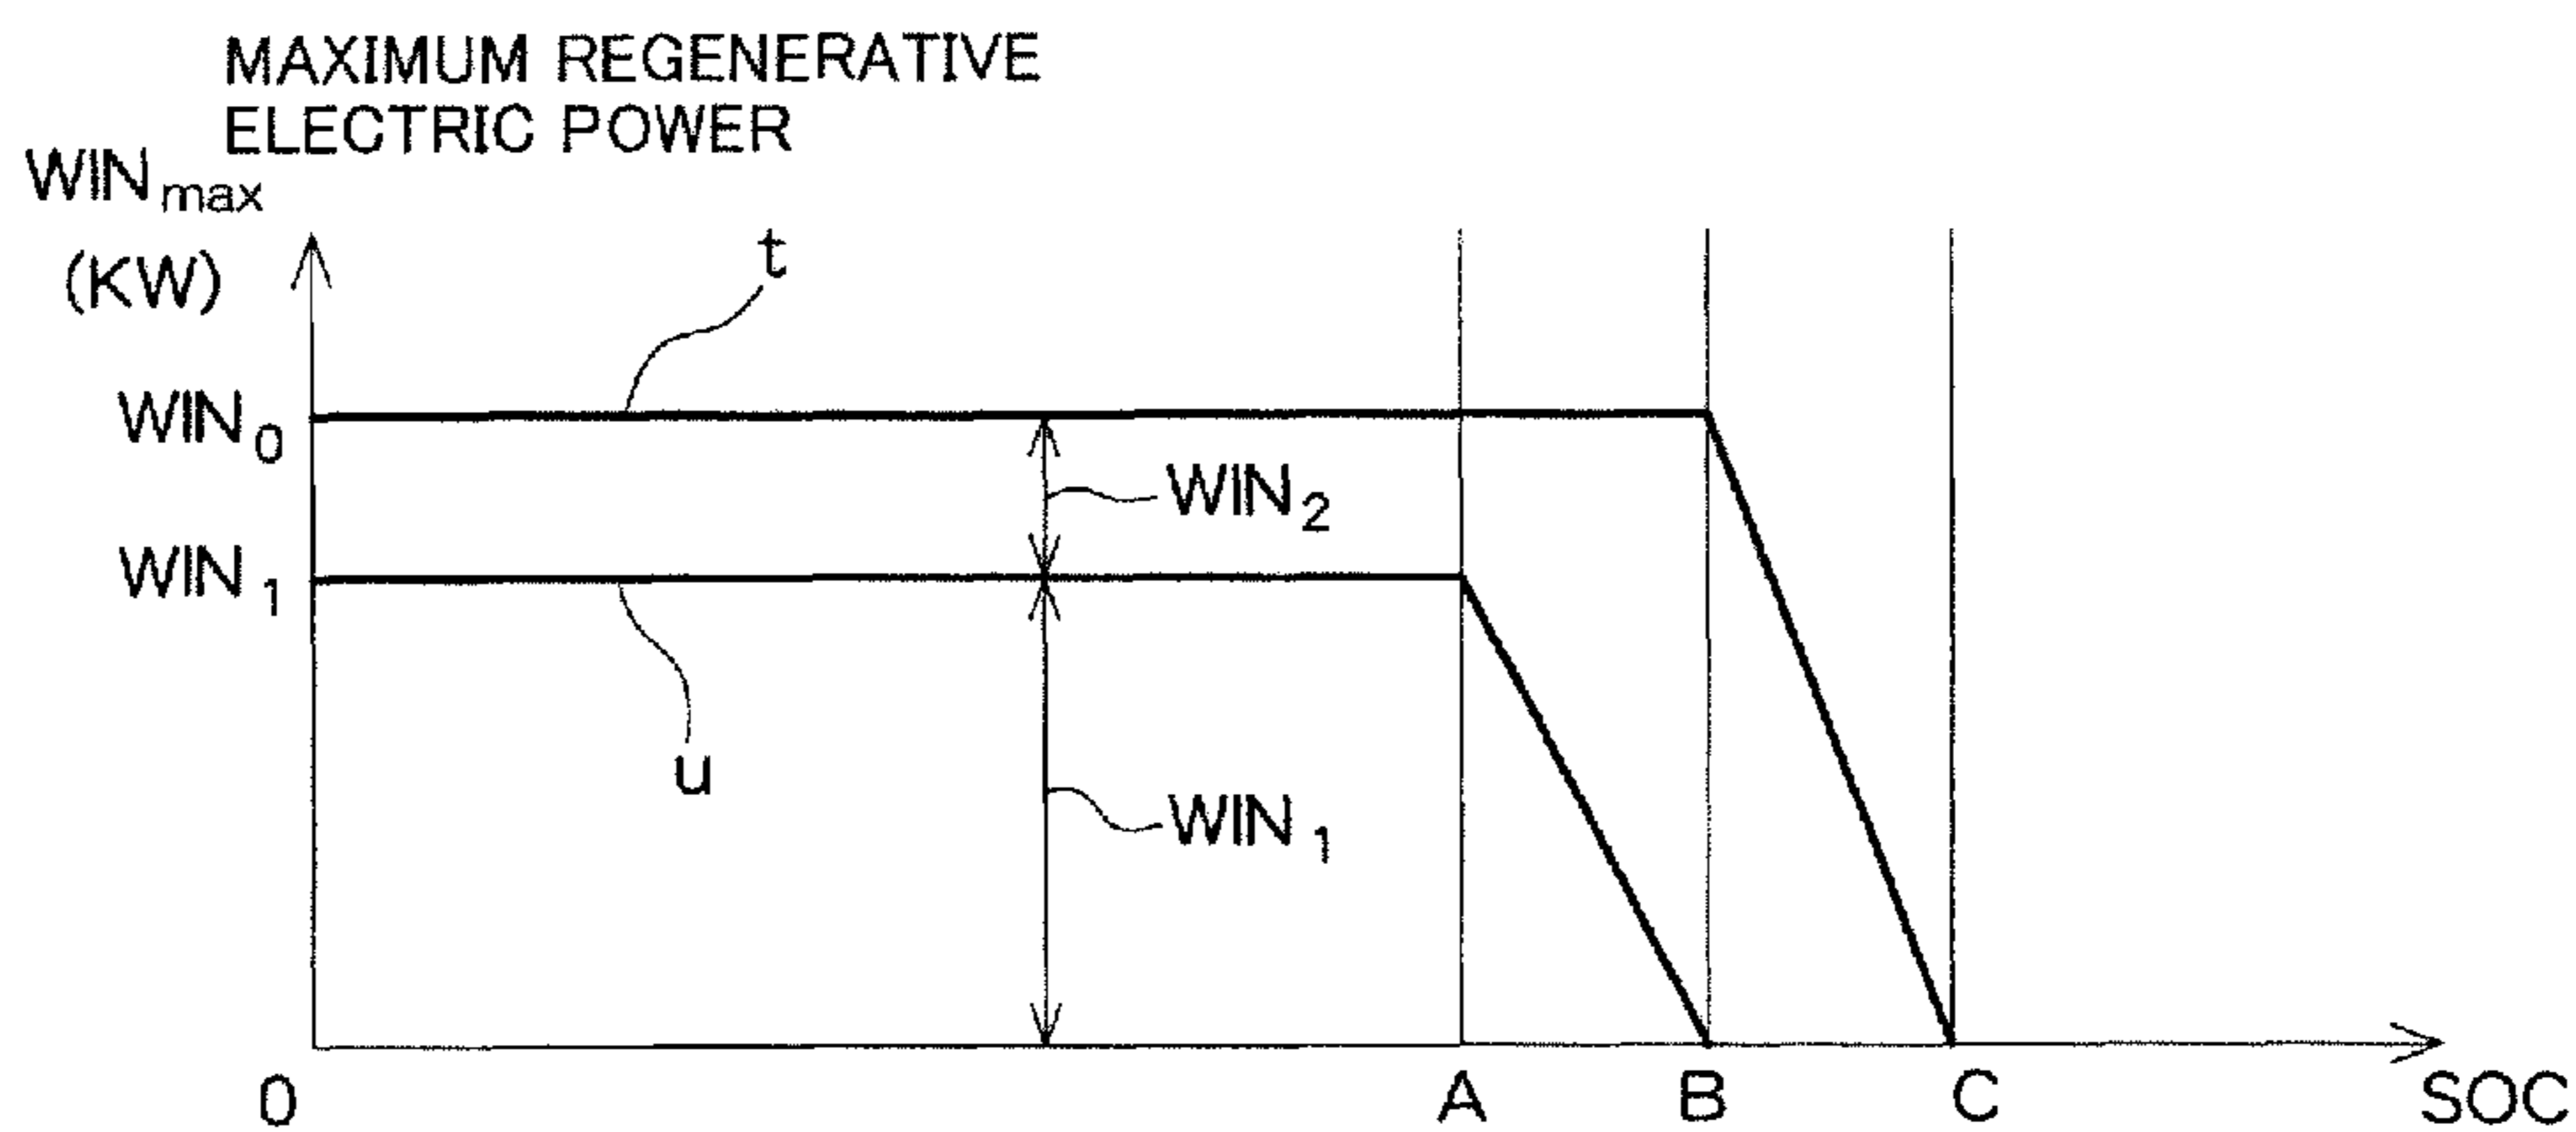 MAXIMUM REGENERATIVE
ELECTRIC POWER
WINmax
(KW)
t
WIN0
WIN2
WIN1
u
WIN1
0 A B C SOC